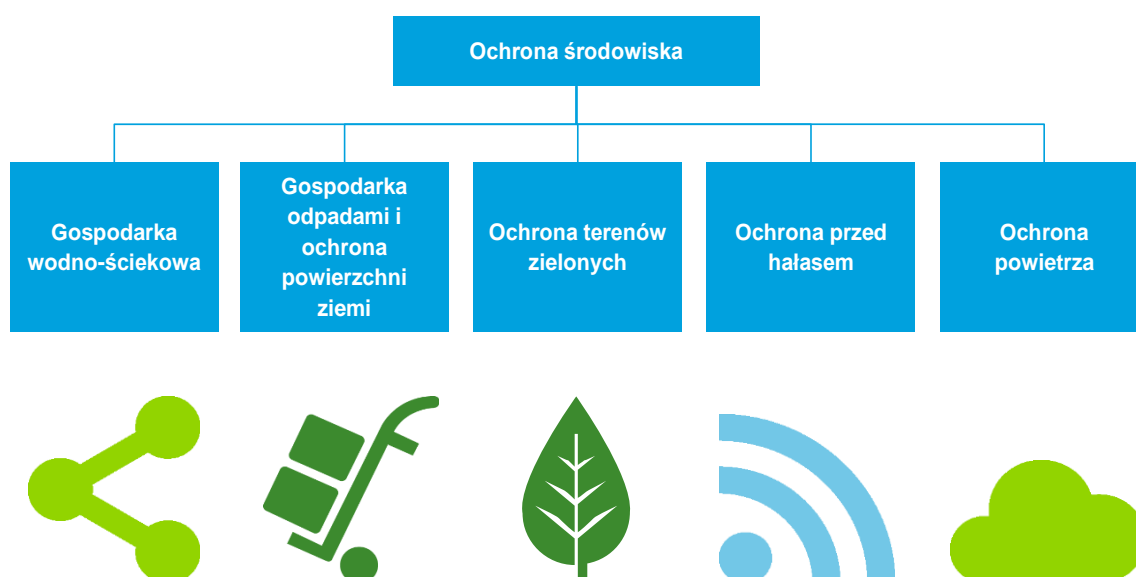 Ochrona środowiska
Gospodarka
wodno-ściekowa
Gospodarka
odpadami i
ochrona
powierzchni
ziemi
Ochrona terenów
zielonych
Ochrona przed
hałasem
Ochrona
powietrza